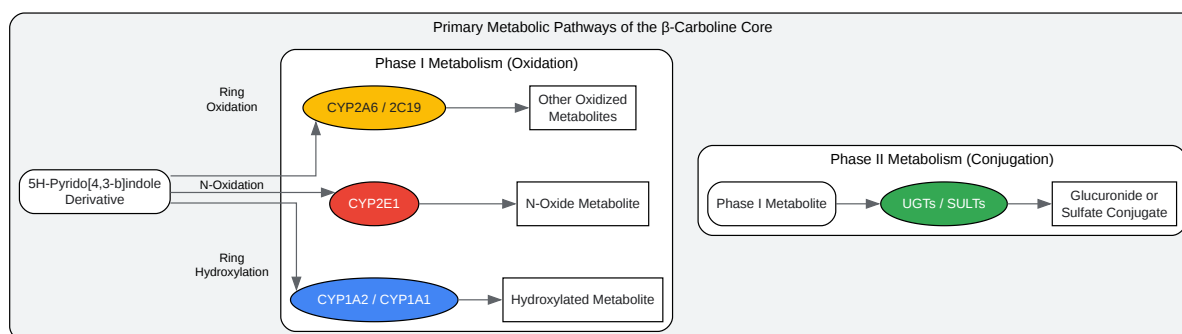 Primary Metabolic Pathways of the β-Carboline Core
Phase I Metabolism (Oxidation)
Ring
Oxidation
CYP2A6 / 2C19
Other Oxidized
Metabolites
5H-Pyrido[4,3-b]indole
Derivative
N-Oxidation
CYP2E1
N-Oxide Metabolite
Ring
Hydroxylation
CYP1A2 / CYP1A1
Hydroxylated Metabolite
Phase II Metabolism (Conjugation)
Phase I Metabolite
UGTs / SULTs
Glucuronide or
Sulfate Conjugate